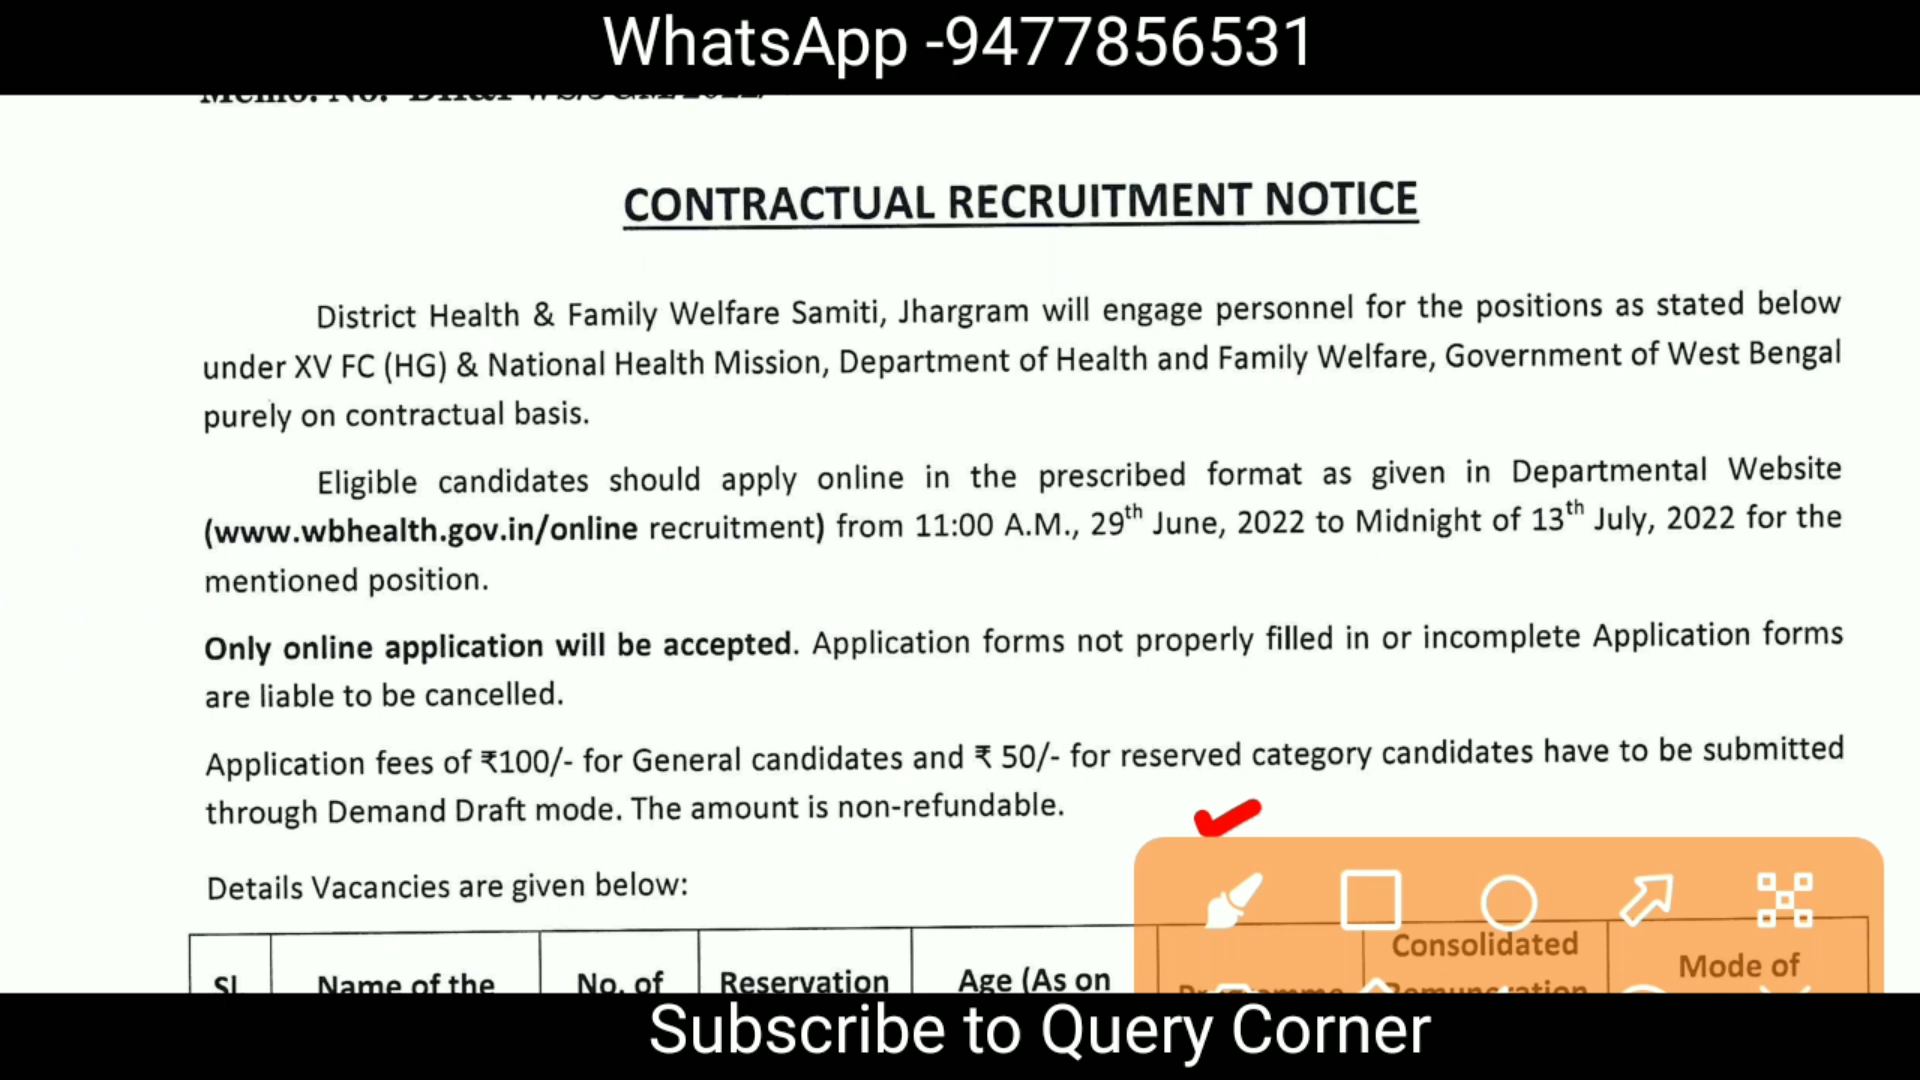 WhatsApp -9477856531
CONTRACTUAL RECRUITMENT NOTICE
District Health & Family Welfare Samiti, Jhargram will engage personnel for the positions as stated below
under XV FC (HG) & National Health Mission, Department of Health and Family Welfare, Government of West Bengal
purely on contractual basis.
Eligible candidates should apply online in the prescribed format as given in Departmental Website
(www.wbhealth.gov.in/online recruitment) from 11:00 A.M., 29th June, 2022 to Midnight of 13th July, 2022 for the
mentioned position.
Only online application will be accepted. Application forms not properly filled in or incomplete Application forms
are liable to be cancelled.
Application fees of ₹100/- for General candidates and ₹ 50/- for reserved category candidates have to be submitted
through Demand Draft mode. The amount is non-refundable.
Details Vacancies are given below:
Consolidated
Sl Name of the No. of Reservation Age (As on Mode of
Subscribe to Query Corner